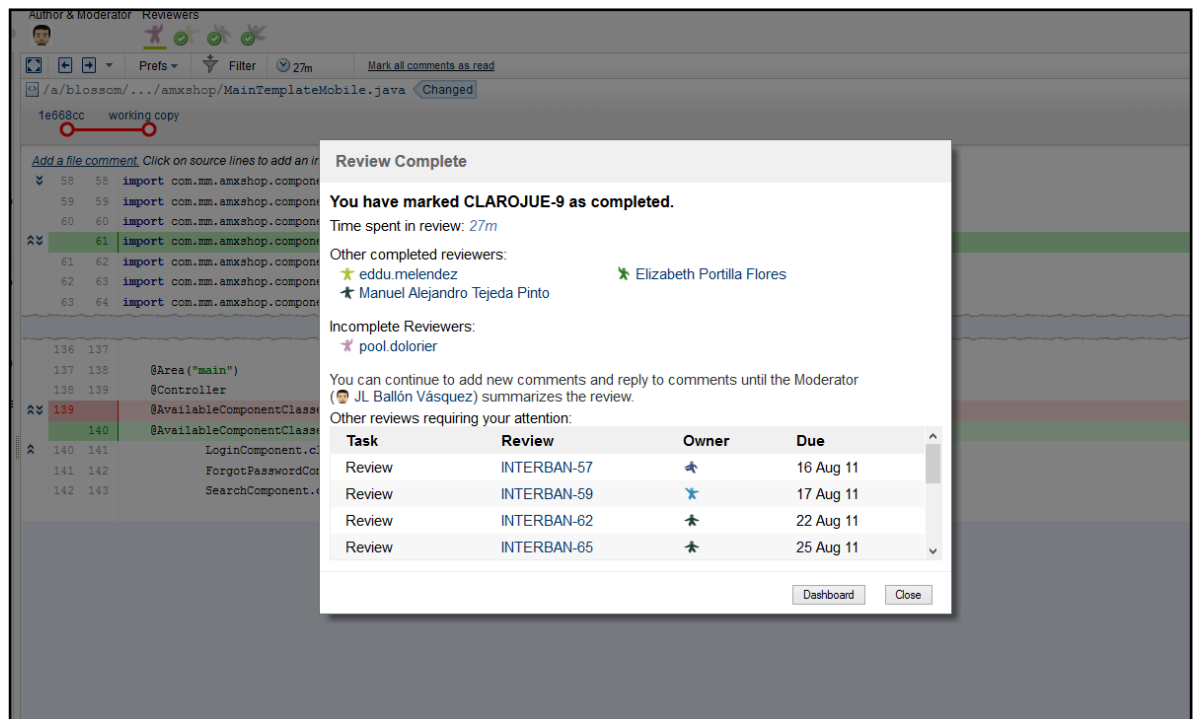 Author & Moderator Reviewers
Prefs Filter 27m Mark all comments as read
/a/blossom/.../amxshop/MainTemplateMobile.java Changed
1e668cc working copy
Add a file comment. Click on source lines to add an
58 58 import com.mm.amxshop.compone
59 59 import com.mm.amxshop.compone
60 60 import com.mm.amxshop.compone
61 import com.mm.amxshop.compone
61 62 import com.mm.amxshop.compone
62 63 import com.mm.amxshop.compone
63 64 import com.mm.amxshop.compone
136 137
137 138 @Area("main")
138 139 @Controller
139 @AvailableComponentClasse
140 @AvailableComponentClasse
140 141 LoginComponent.cl
141 142 ForgotPasswordCo
142 143 SearchComponent.
Review Complete
You have marked CLAROJUE-9 as completed.
Time spent in review: 27m
Other completed reviewers:
eddu.melendez Elizabeth Portilla Flores
Manuel Alejandro Tejeda Pinto
Incomplete Reviewers:
pool.dolorier
You can continue to add new comments and reply to comments until the Moderator
(JL Ballón Vásquez) summarizes the review.
Other reviews requiring your attention:
Task Review Owner Due
Review INTERBAN-57 16 Aug 11
Review INTERBAN-59 17 Aug 11
Review INTERBAN-62 22 Aug 11
Review INTERBAN-65 25 Aug 11
Dashboard Close